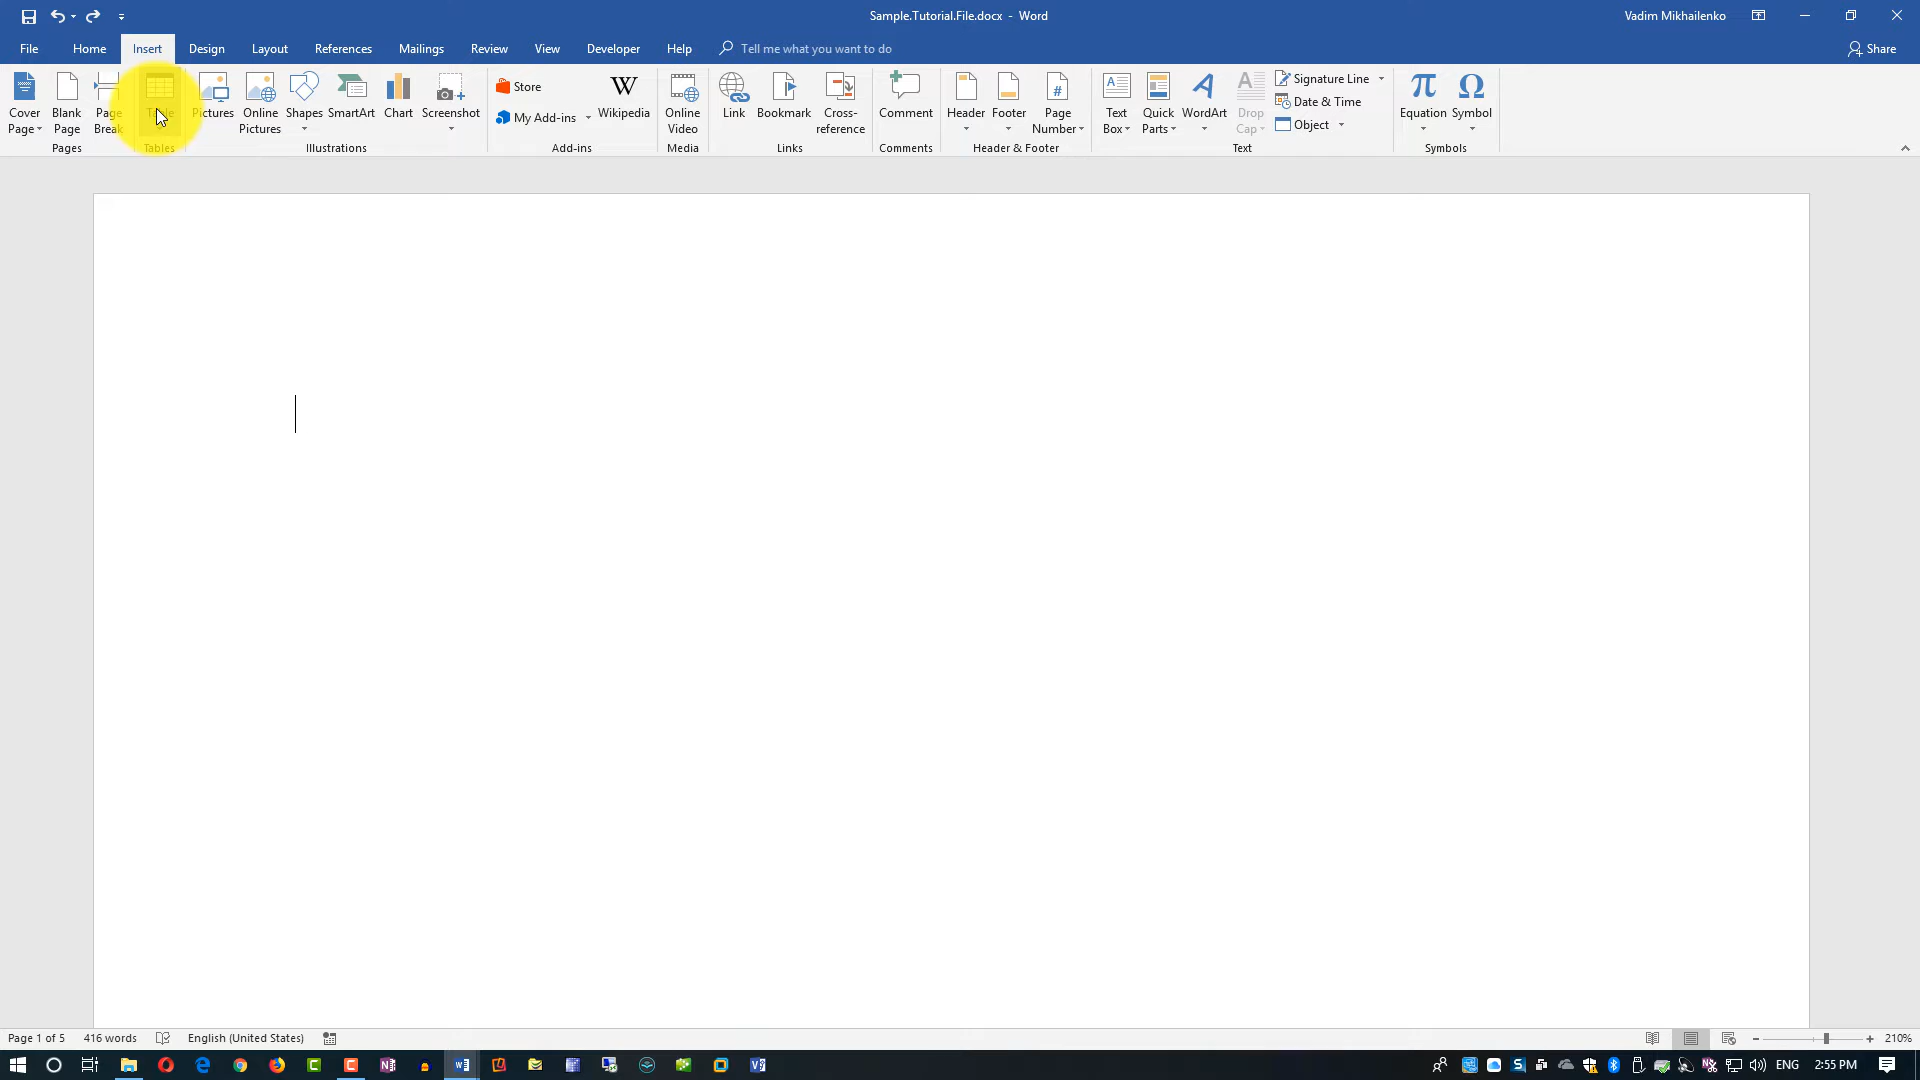 Sample.Tutorial.File.docx - Word
Vadim Mikhailenko
File Home Insert Design Layout References Mailings Review View Developer Help Tell me what you want to do Share
Cover Page
Blank Page
Page Break
Table
Pictures
Online Pictures
Shapes
SmartArt
Chart
Screenshot
Store
My Add-ins
W
Wikipedia
Online Video
Link
Bookmark
Cross-reference
Comment
Header
Footer
#
Page Number
A
Text Box
Quick Parts
A
WordArt
A
Drop Cap
Signature Line
Date & Time
Object
π
Equation
Ω
Symbol
Pages Tables Illustrations Add-ins Media Links Comments Header & Footer Text Symbols
Page 1 of 5 416 words English (United States) 210%
ENG 2:55 PM